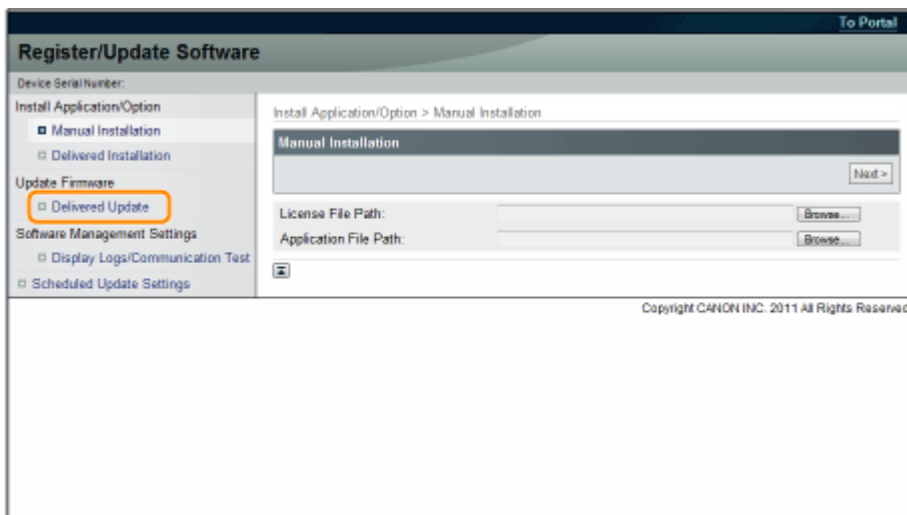 To Portal
Register/Update Software
Device Serial Number:
Install Application/Option
Manual Installation
Delivered Installation
Update Firmware
Delivered Update
Software Management Settings
Display Logs/Communication Test
Scheduled Update Settings
Install Application/Option > Manual Installation
Manual Installation
Next >
License File Path:
Browse...
Application File Path:
Browse...
Copyright CANON INC. 2011 All Rights Reserved